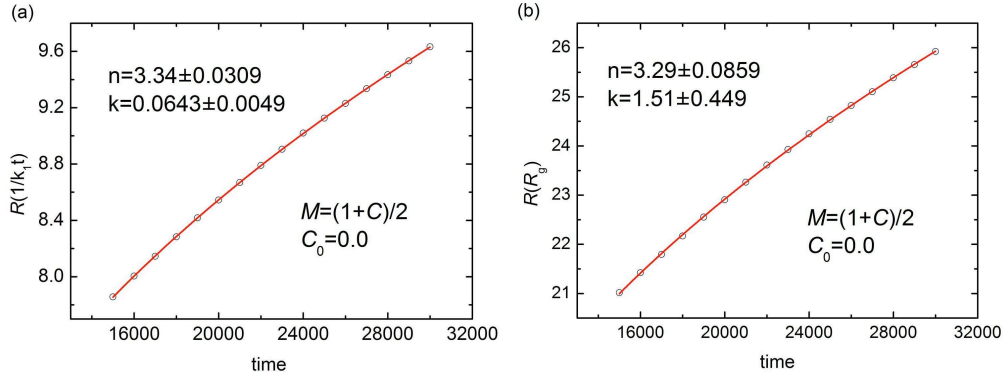 (a)
n=3.34±0.0309
k=0.0643±0.0049
M=(1+C)/2
C₀=0.0
R(1/k₁t)
9.6
9.2
8.8
8.4
8.0
16000 20000 24000 28000 32000
time
(b)
n=3.29±0.0859
k=1.51±0.449
M=(1+C)/2
C₀=0.0
R(R_g)
26
25
24
23
22
21
16000 20000 24000 28000 32000
time